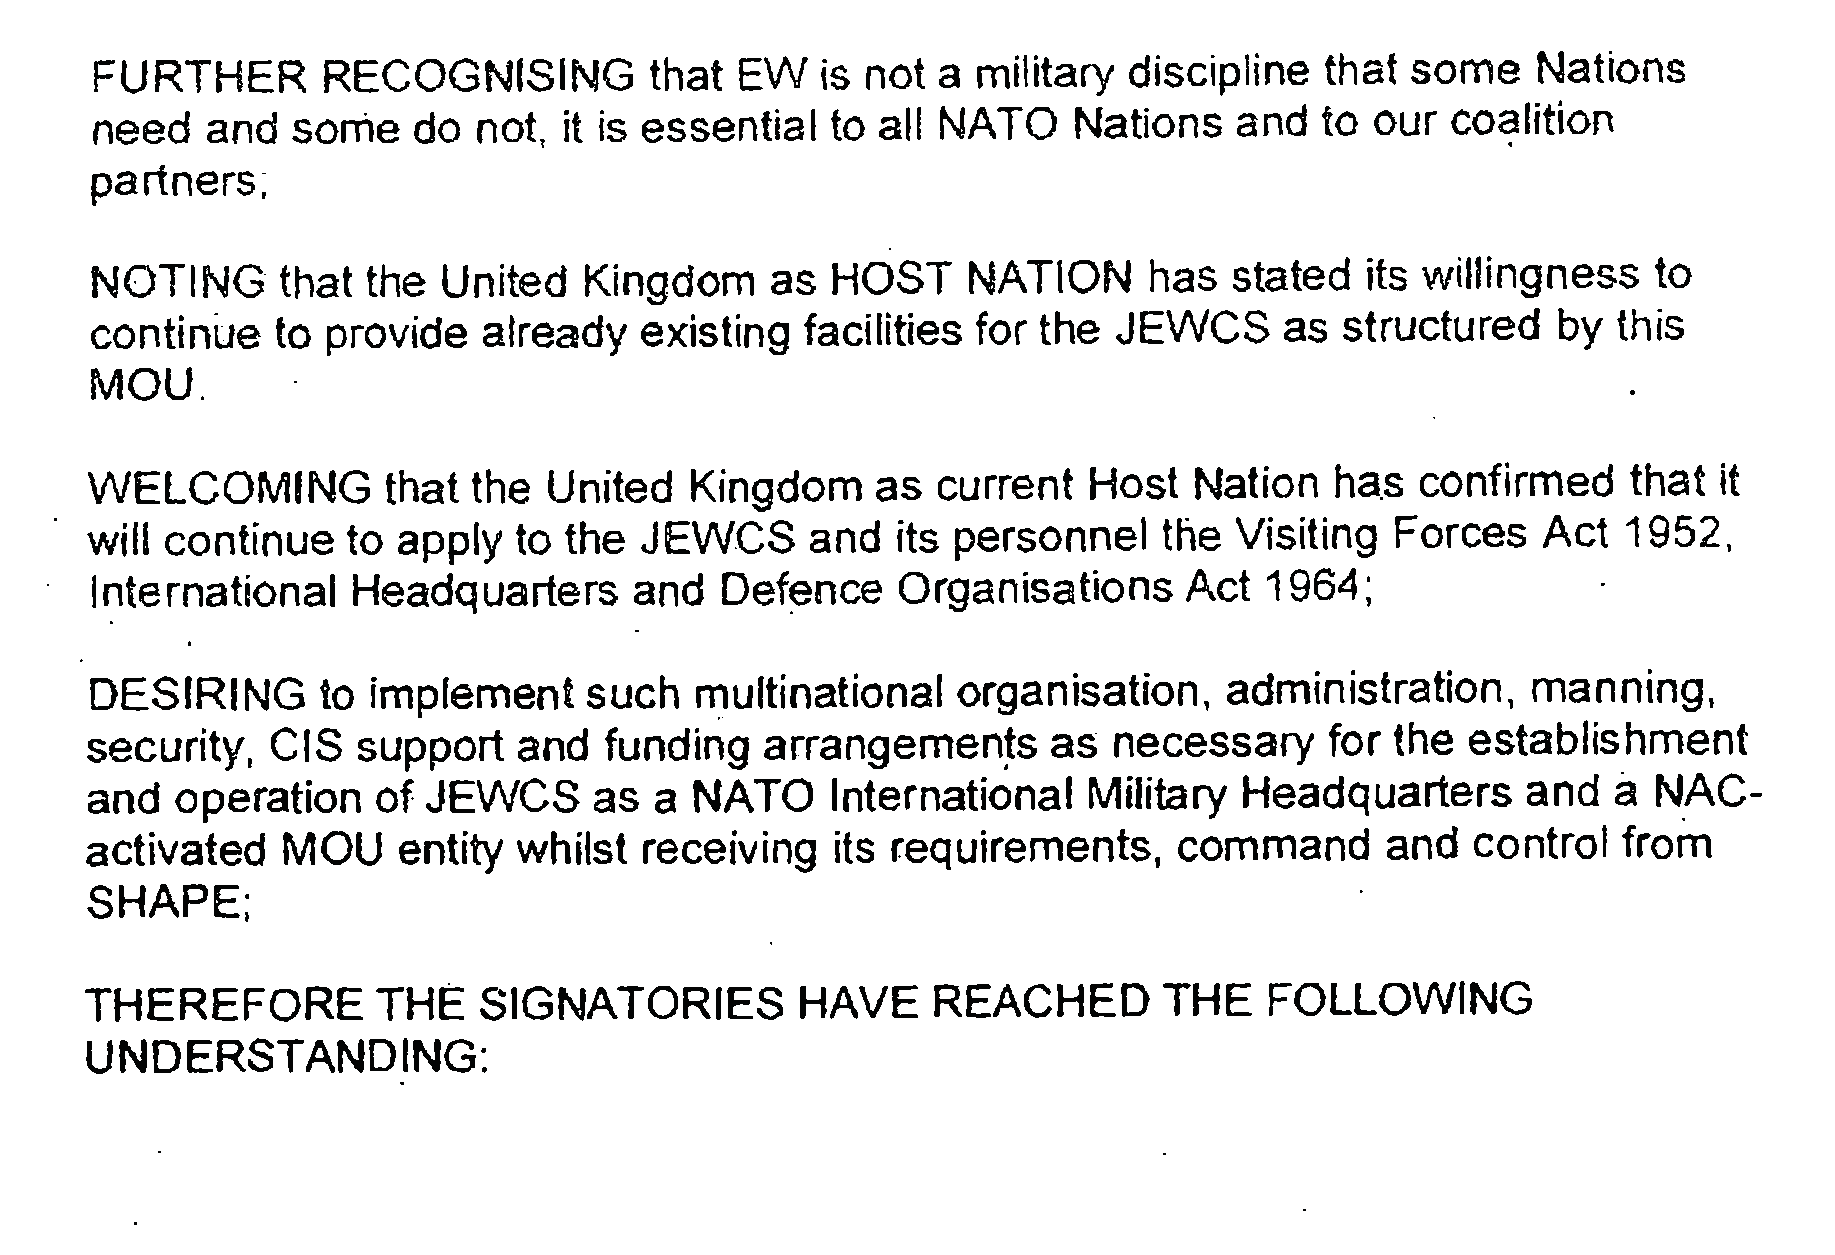 FURTHER RECOGNISING that EW is not a military discipline that some Nations
need and some do not, it is essential to all NATO Nations and to our coalition
partners;
NOTING that the United Kingdom as HOST NATION has stated its willingness to
continue to provide already existing facilities for the JEWCS as structured by this
MOU.
WELCOMING that the United Kingdom as current Host Nation has confirmed that it
will continue to apply to the JEWCS and its personnel the Visiting Forces Act 1952,
International Headquarters and Defence Organisations Act 1964;
DESIRING to implement such multinational organisation, administration, manning,
security, CIS support and funding arrangements as necessary for the establishment
and operation of JEWCS as a NATO International Military Headquarters and a NAC-
activated MOU entity whilst receiving its requirements, command and control from
SHAPE;
THEREFORE THE SIGNATORIES HAVE REACHED THE FOLLOWING
UNDERSTANDING: